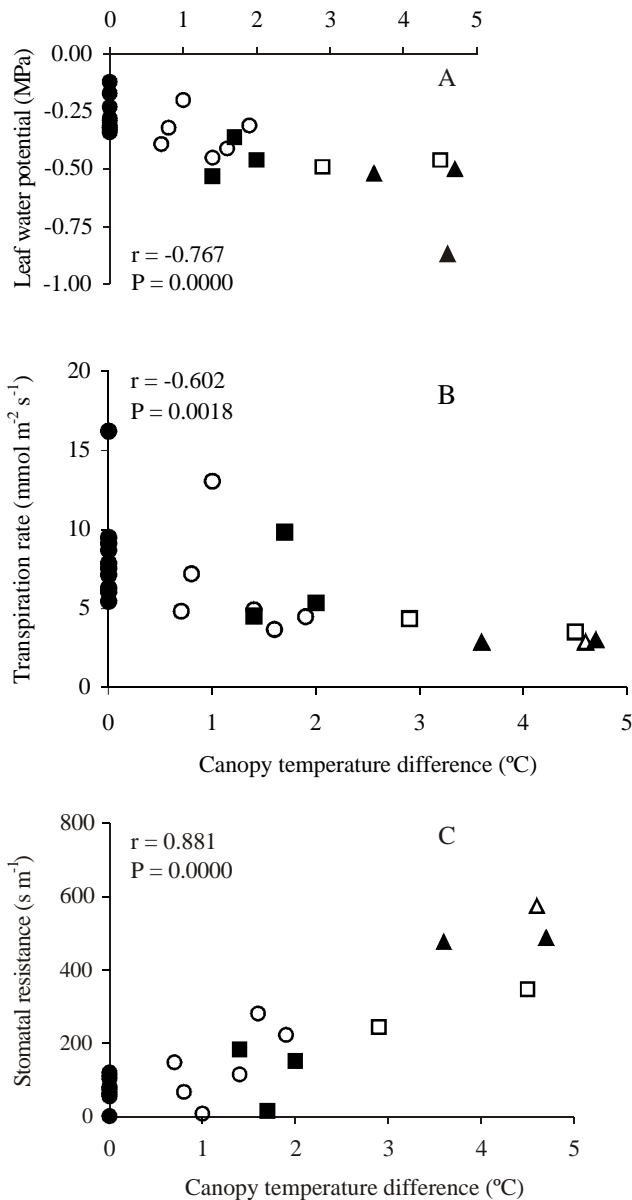 0 1 2 3 4 5
0.00
A
-0.25
-0.50
-0.75
-1.00
Leaf water potential (MPa)
r = -0.767
P = 0.0000
20
15
10
5
0
Transpiration rate (mmol m⁻² s⁻¹)
r = -0.602
P = 0.0018
B
0 1 2 3 4 5
Canopy temperature difference (ºC)
800
600
400
200
0
Stomatal resistance (s m⁻¹)
r = 0.881
P = 0.0000
C
0 1 2 3 4 5
Canopy temperature difference (ºC)